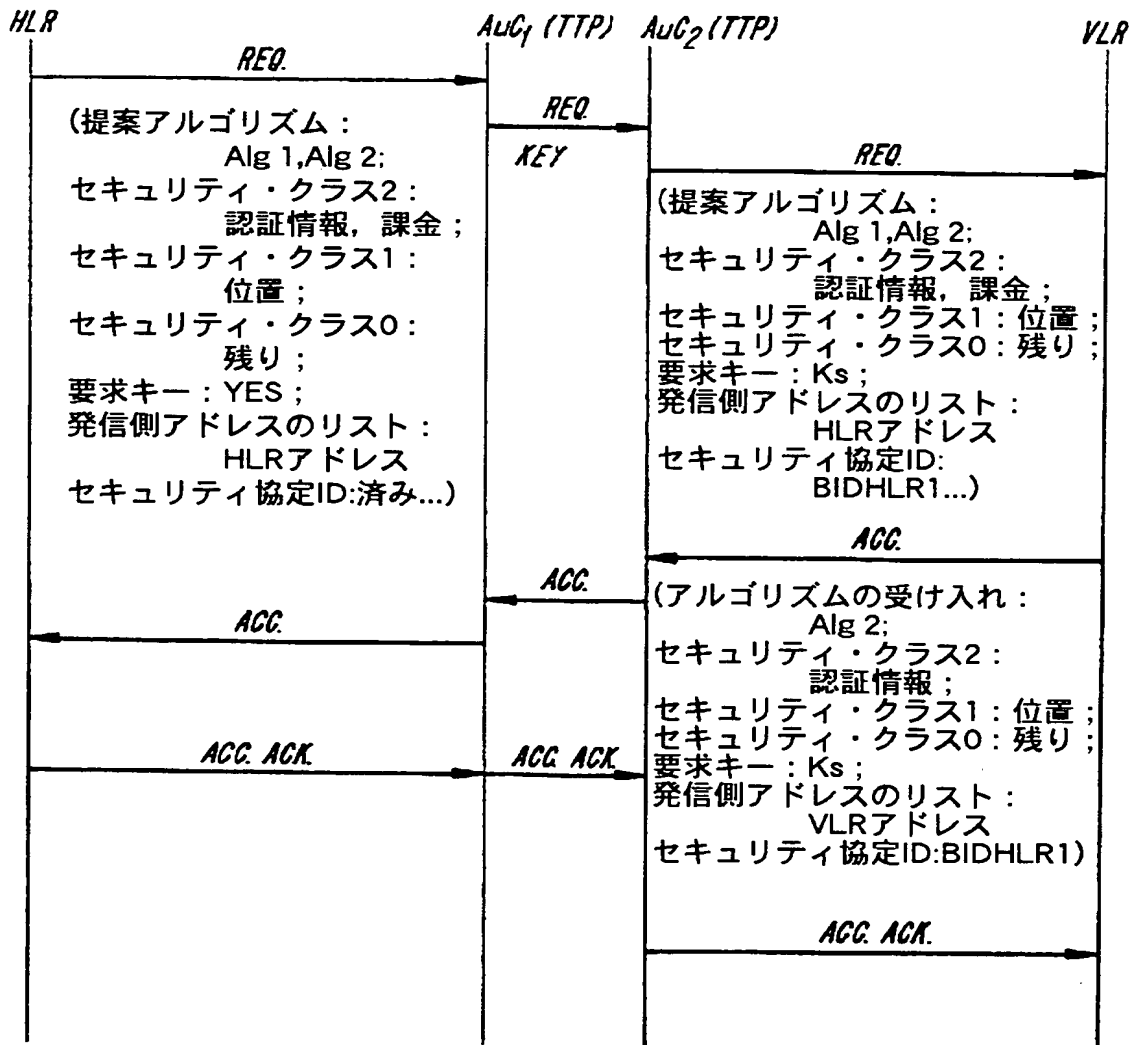 HLR
AuC1 (TTP)
AuC2 (TTP)
VLR
REQ.
(提案アルゴリズム:
Alg 1,Alg 2;
セキュリティ・クラス2:
認証情報, 課金;
セキュリティ・クラス1:
位置;
セキュリティ・クラス0:
残り;
要求キー:YES;
発信側アドレスのリスト:
HLRアドレス
セキュリティ協定ID:済み...)
REQ.
KEY
REQ.
(提案アルゴリズム:
Alg 1,Alg 2;
セキュリティ・クラス2:
認証情報, 課金;
セキュリティ・クラス1:位置;
セキュリティ・クラス0:残り;
要求キー:Ks;
発信側アドレスのリスト:
HLRアドレス
セキュリティ協定ID:
BIDHLR1...)
ACC.
ACC.
ACC.
(アルゴリズムの受け入れ:
Alg 2;
セキュリティ・クラス2:
認証情報;
セキュリティ・クラス1:位置;
セキュリティ・クラス0:残り;
要求キー:Ks;
発信側アドレスのリスト:
VLRアドレス
セキュリティ協定ID:BIDHLR1)
ACC. ACK.
ACC. ACK.
ACC. ACK.